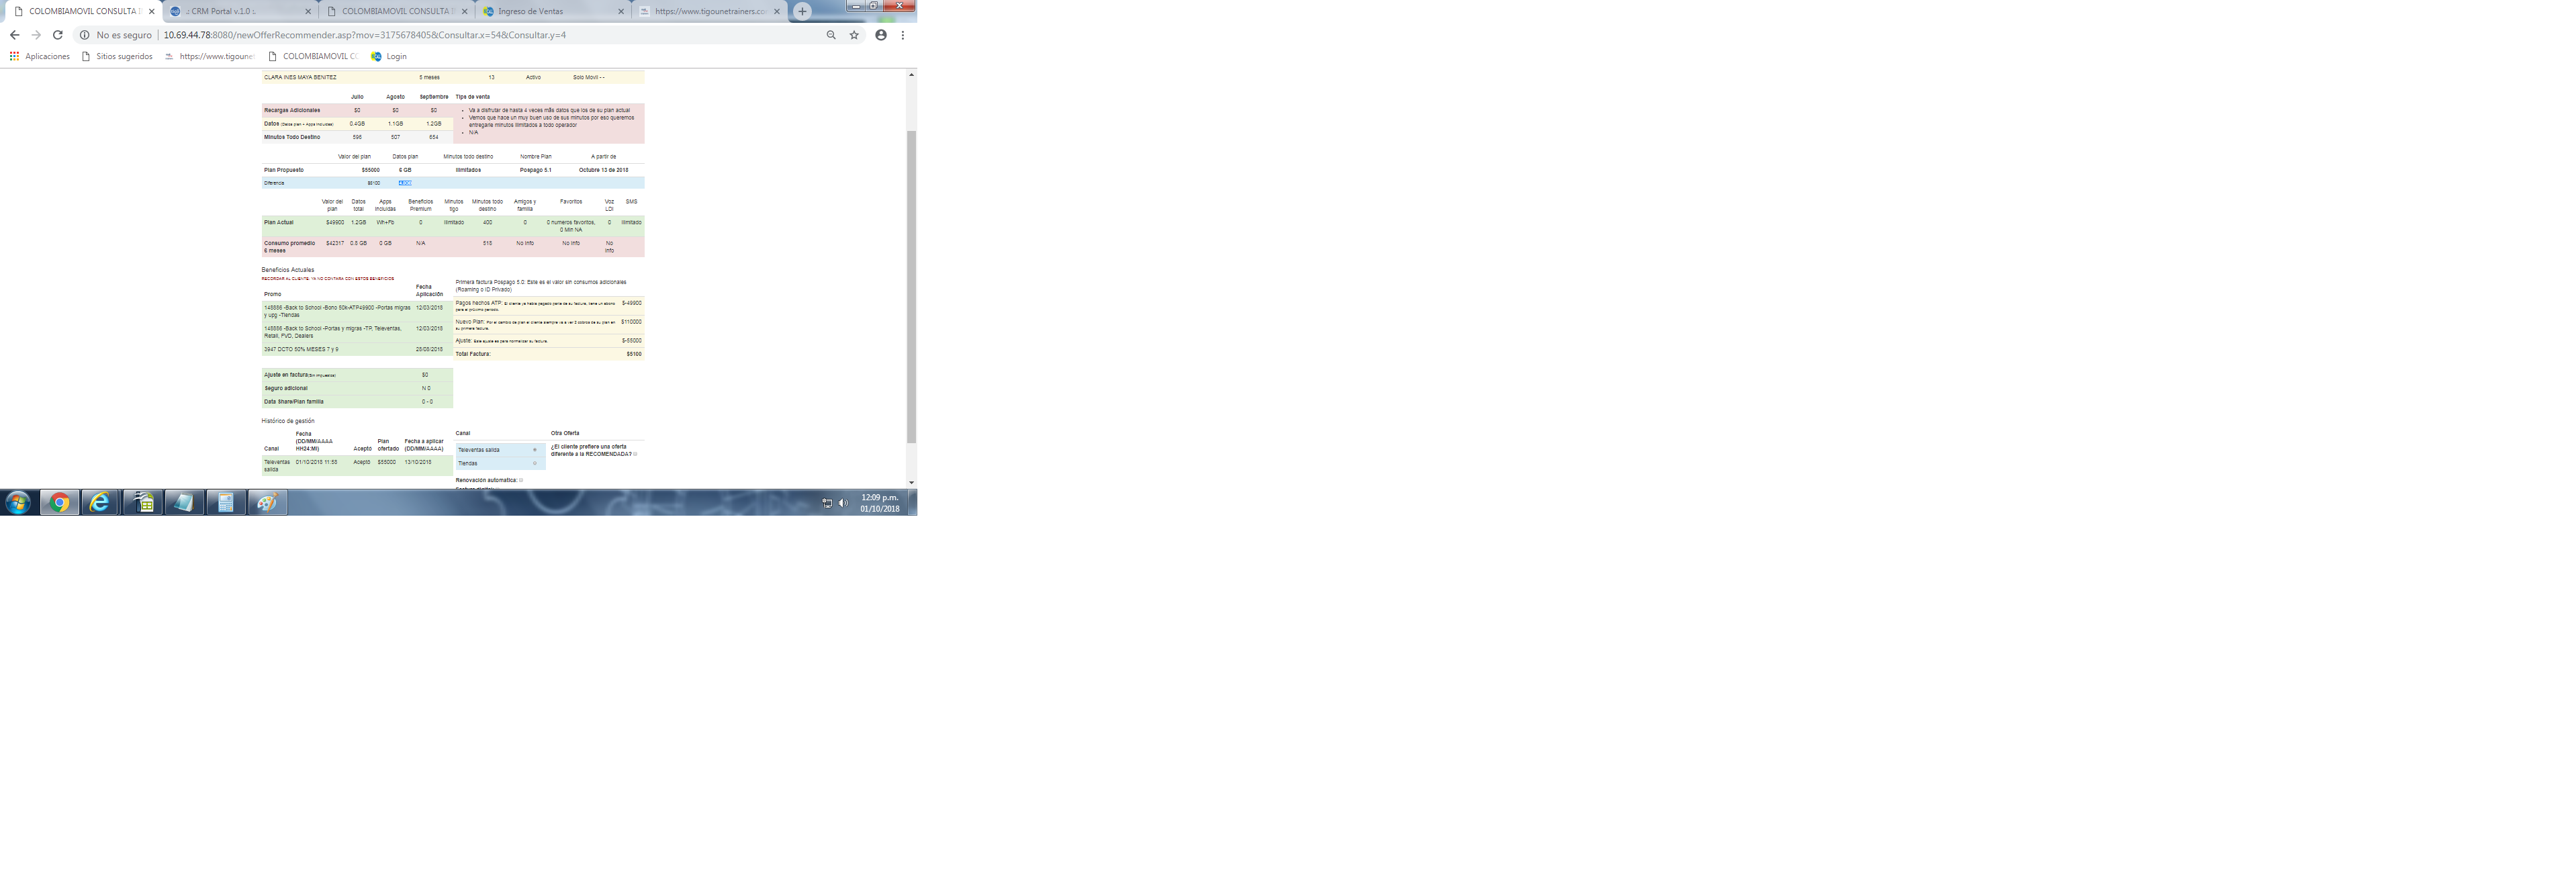 COLOMBIAMOVIL CONSULTA
.: CRM Portal v.1.0 :.
COLOMBIAMOVIL CONSULTA
Ingreso de Ventas
https://www.tigounetrainers.co
No es seguro | 10.69.44.78:8080/newOfferRecommender.asp?mov=3175678405&Consultar.x=54&Consultar.y=4
Aplicaciones Sitios sugeridos https://www.tigoune COLOMBIAMOVIL CO Login
CLARA INES MAYA BENITEZ 5 meses 13 Activo Solo Movil - -
Julio Agosto Septiembre Tips de venta
Recargas Adicionales $0 $0 $0
Datos (Datos plan + Apps incluidas) 0.4GB 1.1GB 1.2GB
Minutos Todo Destino 596 507 654
• Va a disfrutar de hasta 4 veces más datos que los de su plan actual
• Vemos que hace un muy buen uso de sus minutos por eso queremos
entregarle minutos ilimitados a todo operador
• N/A
Valor del plan Datos plan Minutos todo destino Nombre Plan A partir de
Plan Propuesto $55000 6 GB Ilimitados Pospago 5.1 Octubre 13 de 2018
Diferencia $5100
Valor del plan Datos total Apps incluidas Beneficios Premium Minutos tigo Minutos todo destino Amigos y familia Favoritos Voz LDI SMS
Plan Actual $49900 1.2GB Wh+Fb 0 Ilimitado 400 0 0 numeros favoritos, 0 Min NA 0 Ilimitado
Consumo promedio 6 meses $42317 0.5 GB 0 GB N/A 515 No info No info No info
Beneficios Actuales
RECORDAR AL CLIENTE, YA NO CONTARA CON ESTOS BENEFICIOS
Promo Fecha Aplicación
148886 -Back to School -Bono 50k-ATP49900 -Portas migras y upg -Tiendas 12/03/2018
148886 -Back to School -Portas y migras -TP, Televentas, Retail, PVD, Dealers 12/03/2018
3947 DCTO 50% MESES 7 y 9 28/08/2018
Primera factura Pospago 5.0: Este es el valor sin consumos adicionales
(Roaming o ID Privado)
Pagos hechos ATP: El cliente ya había pagado parte de su factura, tiene un abono para el próximo periodo. $-49900
Nuevo Plan: Por el cambio de plan el cliente siempre va a ver 2 cobros de su plan en su primera factura. $110000
Ajuste: Este ajuste es para normalizar su factura. $-55000
Total Factura: $5100
Ajuste en factura(Sin impuestos) $0
Seguro adicional N 0
Data Share/Plan familia 0 - 0
Histórico de gestión
Canal Fecha (DD/MM/AAAA HH24:MI) Aceptó Plan ofertado Fecha a aplicar (DD/MM/AAAA)
Televentas salida 01/10/2018 11:58 Aceptó $55000 13/10/2018
Canal Otra Oferta
Televentas salida
Tiendas
¿El cliente prefiere una oferta
diferente a la RECOMENDADA?
Renovación automatica:
12:09 p.m.
01/10/2018